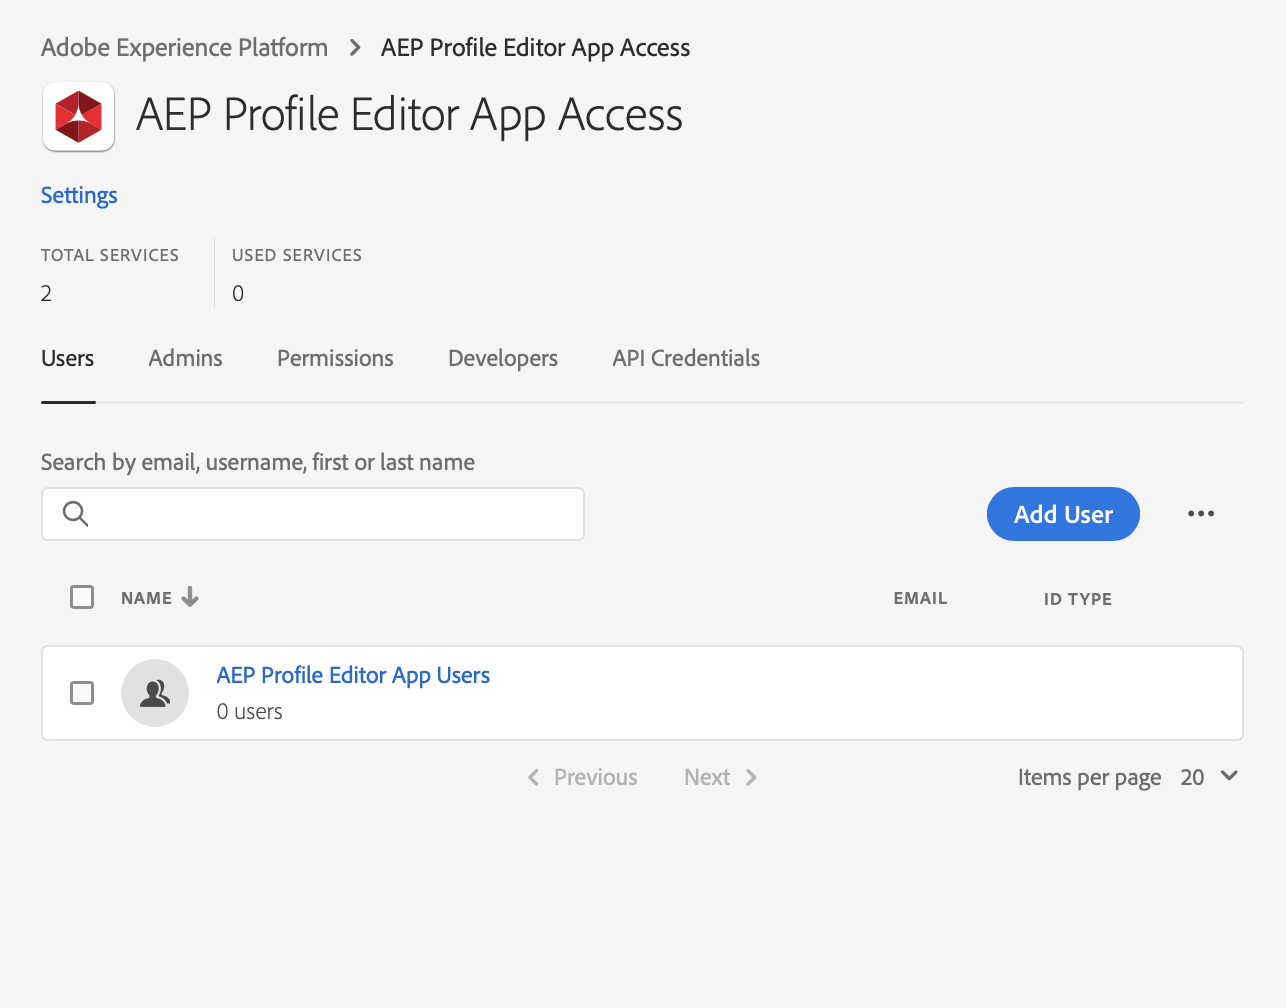 Adobe Experience Platform > AEP Profile Editor App Access
AEP Profile Editor App Access
Settings
TOTAL SERVICES USED SERVICES
2 0
Users Admins Permissions Developers API Credentials
Search by email, username, first or last name
Add User
NAME EMAIL ID TYPE
AEP Profile Editor App Users
0 users
Previous Next Items per page 20